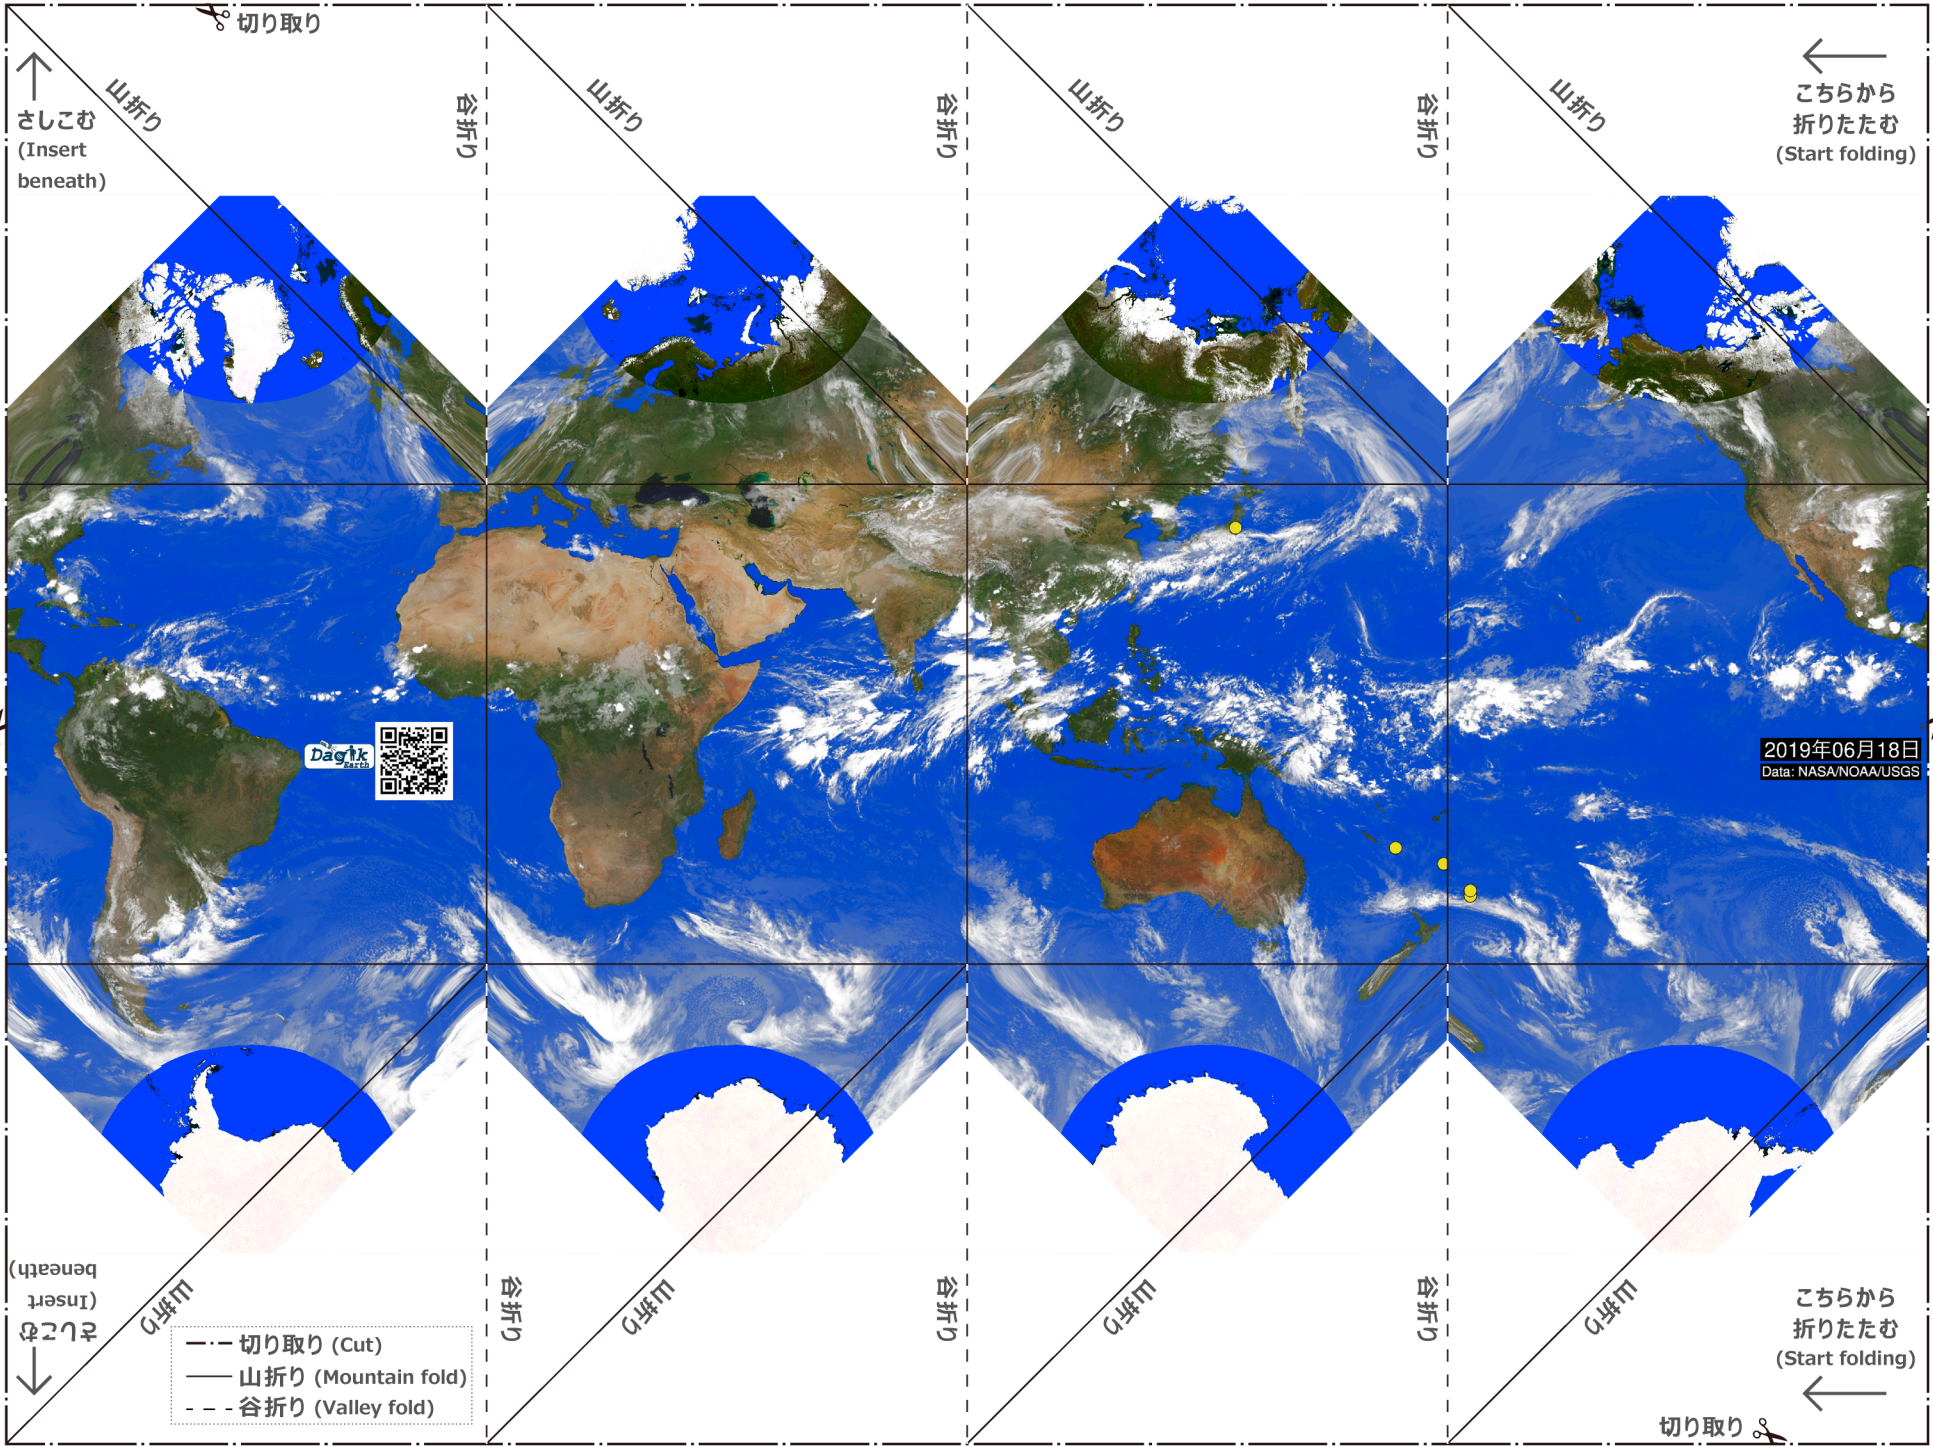 切り取り
山折り
谷折り
山折り
谷折り
山折り
谷折り
山折り
さしこむ
(Insert
beneath)
こちらから
折りたたむ
(Start folding)
Dagik
Earth
2019年06月18日
Data: NASA/NOAA/USGS
さしこむ
(Insert
beneath)
山折り
谷折り
山折り
谷折り
山折り
谷折り
山折り
こちらから
折りたたむ
(Start folding)
切り取り (Cut)
山折り (Mountain fold)
谷折り (Valley fold)
切り取り